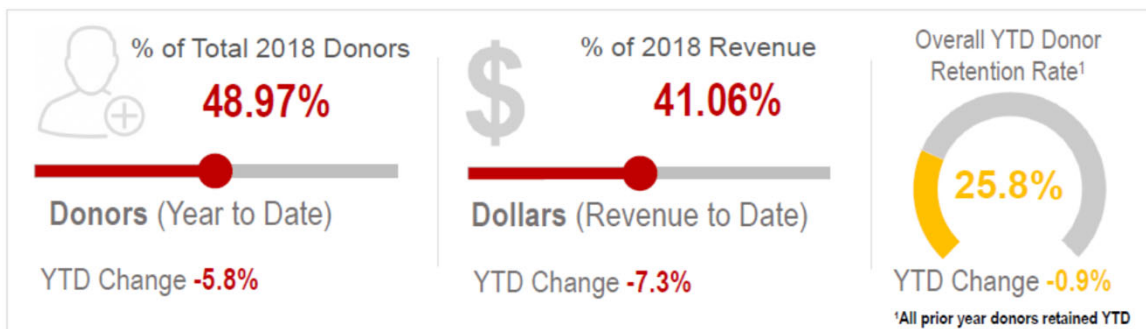 % of Total 2018 Donors
48.97%
Donors (Year to Date)
YTD Change -5.8%
$
% of 2018 Revenue
41.06%
Dollars (Revenue to Date)
YTD Change -7.3%
Overall YTD Donor
Retention Rate¹
25.8%
YTD Change -0.9%
¹All prior year donors retained YTD